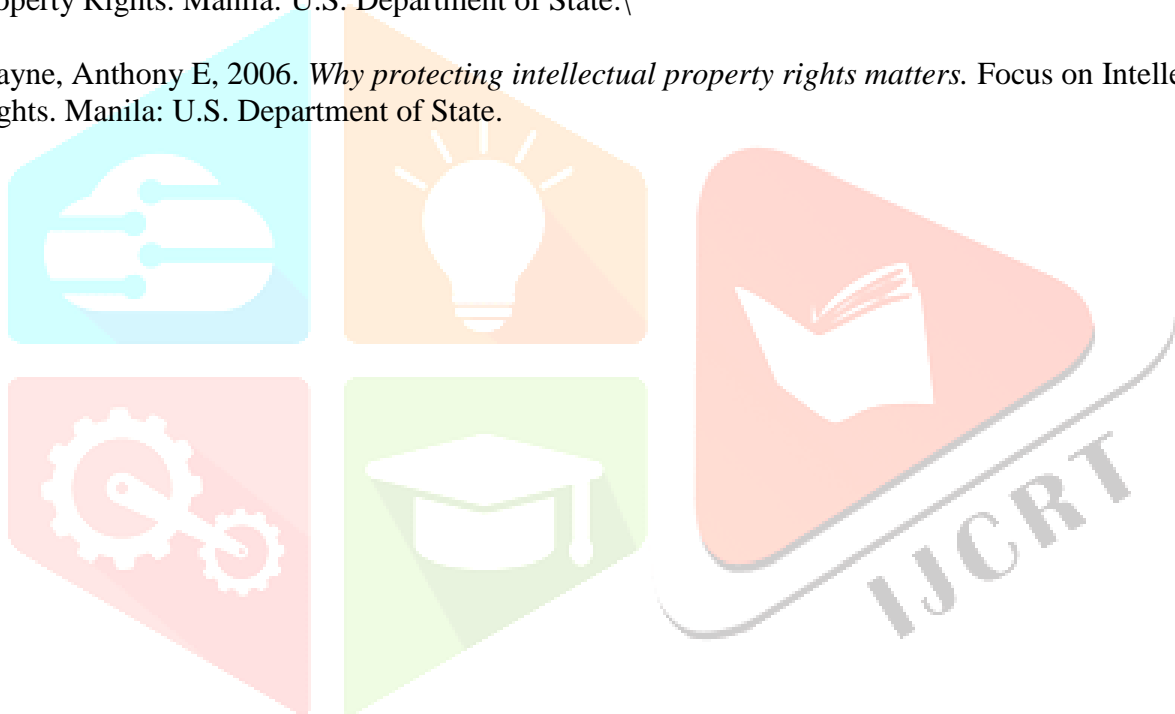 operty Rights. Manila. U.S. Department of State.\
ayne, Anthony E, 2006. Why protecting intellectual property rights matters. Focus on Intelle
ghts. Manila: U.S. Department of State.
IJCRT